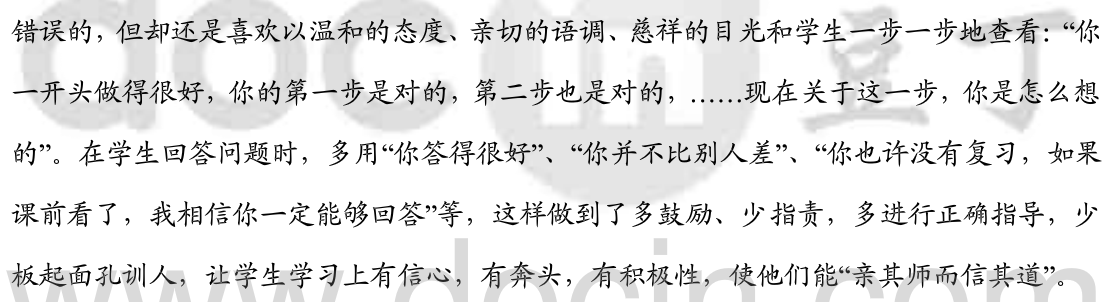 错误的，但却还是喜欢以温和的态度、亲切的语调、慈祥的目光和学生一步一步地查看：“你
一开头做得很好，你的第一步是对的，第二步也是对的，……现在关于这一步，你是怎么想
的”。在学生回答问题时，多用“你答得很好”、“你并不比别人差”、“你也许没有复习，如果
课前看了，我相信你一定能够回答”等，这样做到了多鼓励、少指责，多进行正确指导，少
板起面孔训人，让学生学习上有信心，有奔头，有积极性，使他们能“亲其师而信其道”。
docin 豆丁
www.docin.com